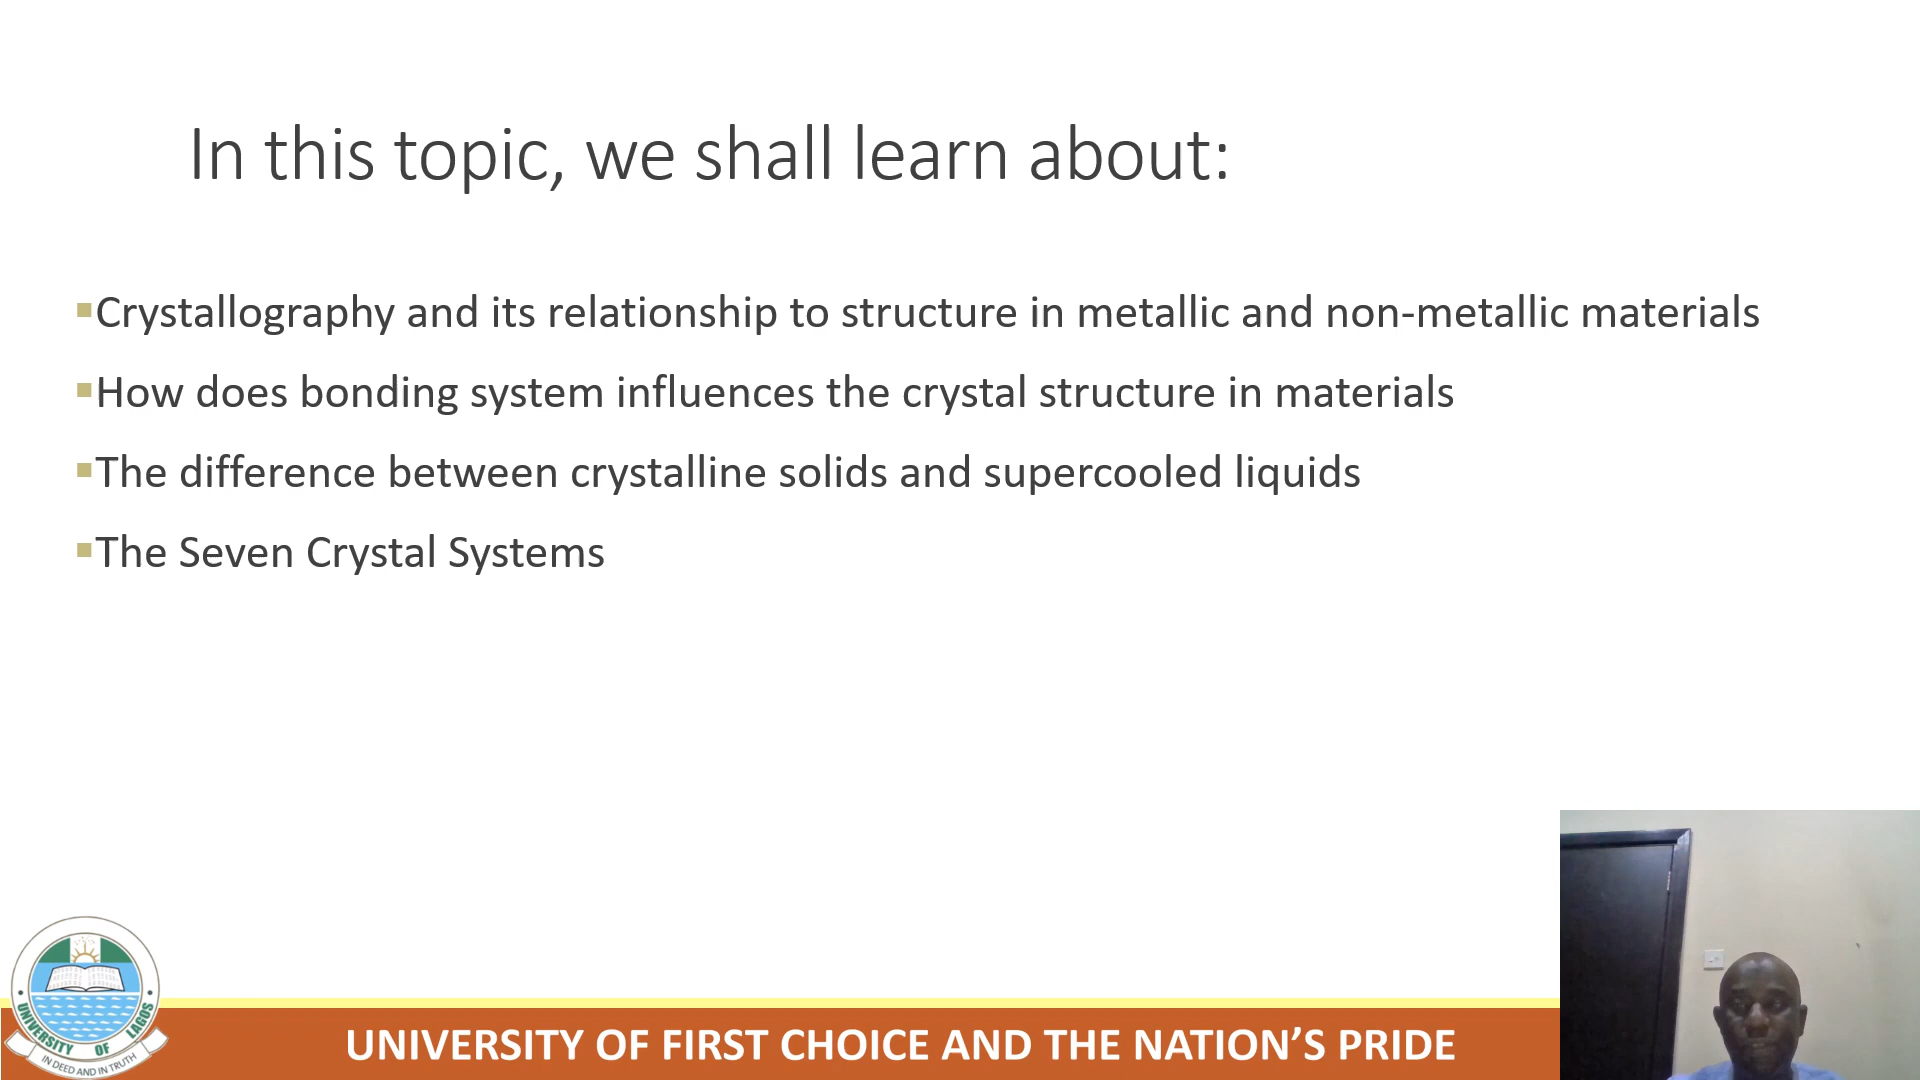 In this topic, we shall learn about:
Crystallography and its relationship to structure in metallic and non-metallic materials
How does bonding system influences the crystal structure in materials
The difference between crystalline solids and supercooled liquids
The Seven Crystal Systems
UNIVERSITY OF LAGOS
IN DEED AND IN TRUTH
UNIVERSITY OF FIRST CHOICE AND THE NATION’S PRIDE